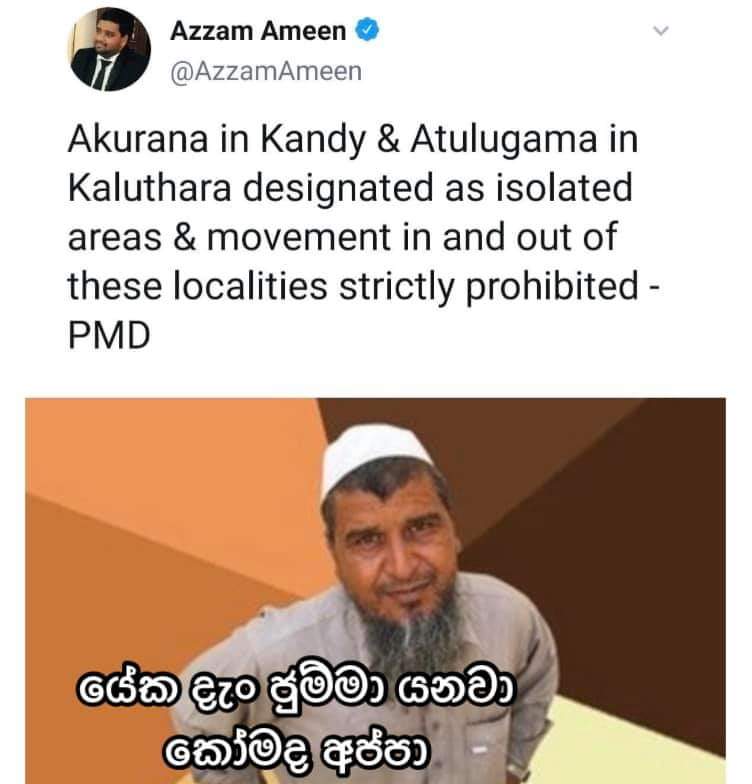 Azzam Ameen
@AzzamAmeen
Akurana in Kandy & Atulugama in
Kaluthara designated as isolated
areas & movement in and out of
these localities strictly prohibited -
PMD
යේක දැං ජුම්මා යනවා
කෝමද අප්පා